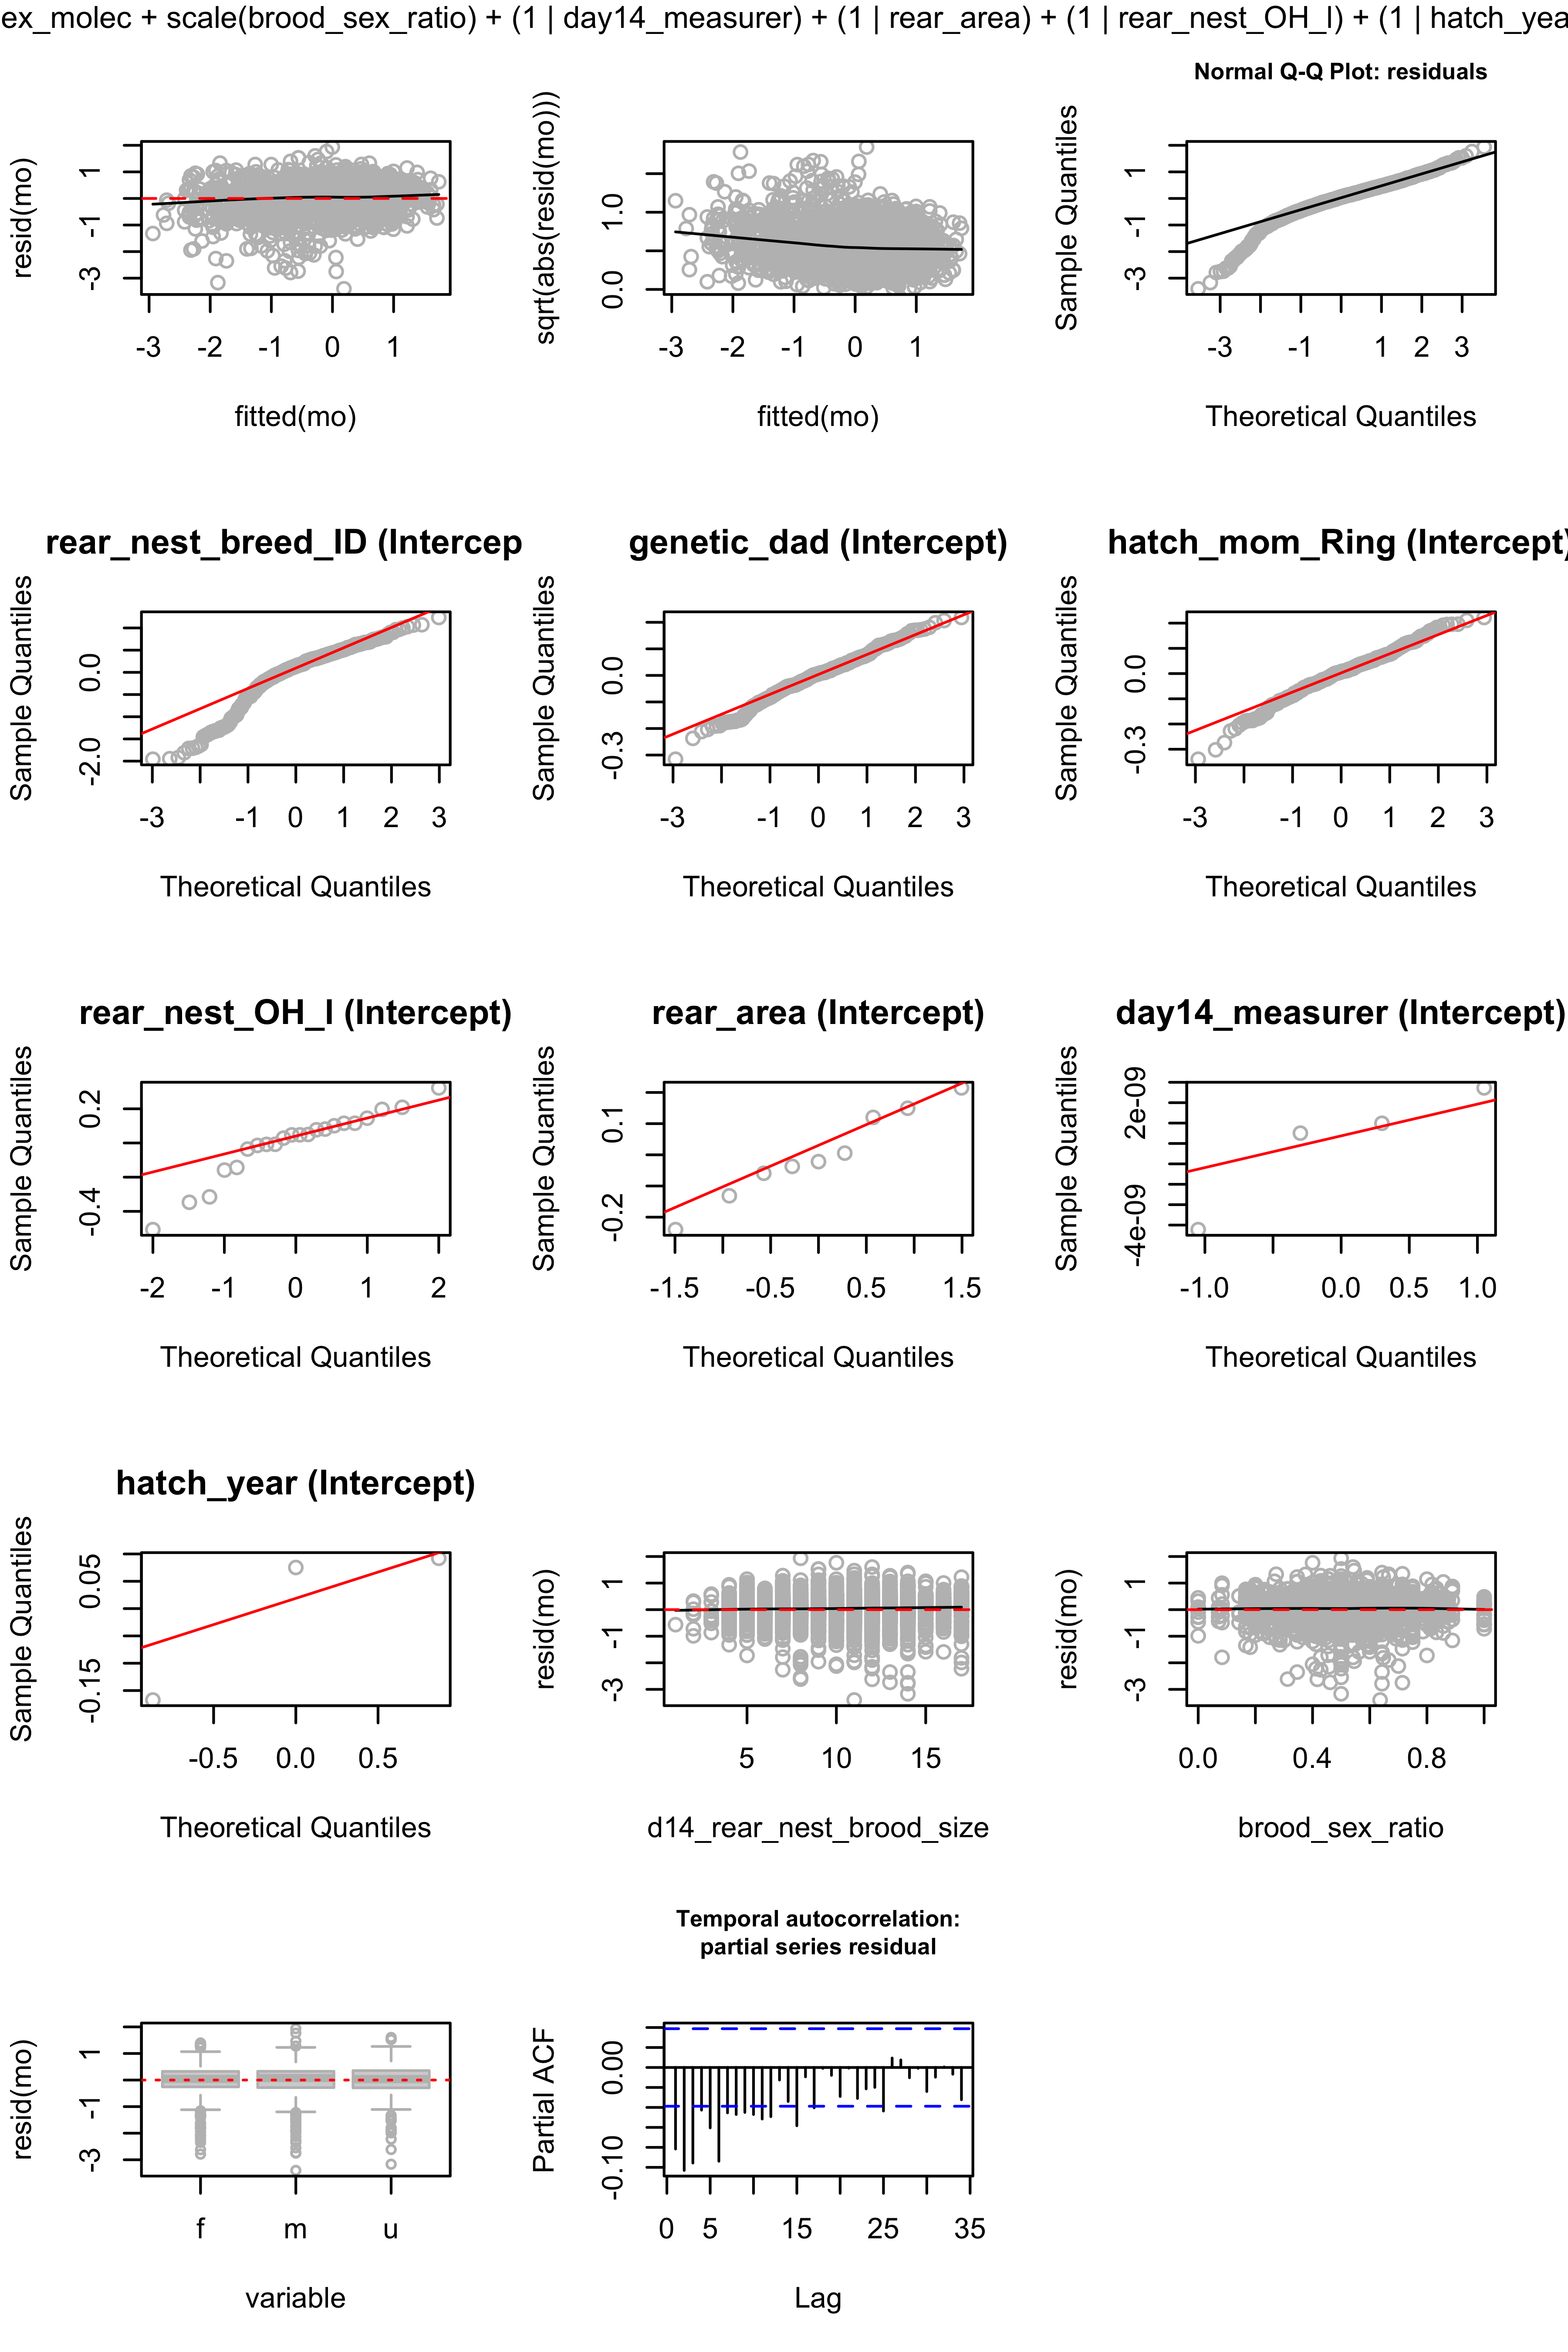 ex_molec + scale(brood_sex_ratio) + (1 | day14_measurer) + (1 | rear_area) + (1 | rear_nest_OH_l) + (1 | hatch_yea
Normal Q-Q Plot: residuals
resid(mo)
1
-1
-3
-3 -2 -1 0 1
fitted(mo)
sqrt(abs(resid(mo)))
1.0
0.0
-3 -2 -1 0 1
fitted(mo)
Sample Quantiles
1
-1
-3
-3 -1 1 2 3
Theoretical Quantiles
rear_nest_breed_ID (Intercep
Sample Quantiles
0.0
-2.0
-3 -1 0 1 2 3
Theoretical Quantiles
genetic_dad (Intercept)
Sample Quantiles
0.0
-0.3
-3 -1 0 1 2 3
Theoretical Quantiles
hatch_mom_Ring (Intercept)
Sample Quantiles
0.0
-0.3
-3 -1 0 1 2 3
Theoretical Quantiles
rear_nest_OH_l (Intercept)
Sample Quantiles
0.2
-0.4
-2 -1 0 1 2
Theoretical Quantiles
rear_area (Intercept)
Sample Quantiles
0.1
-0.2
-1.5 -0.5 0.5 1.5
Theoretical Quantiles
day14_measurer (Intercept)
Sample Quantiles
2e-09
-4e-09
-1.0 0.0 0.5 1.0
Theoretical Quantiles
hatch_year (Intercept)
Sample Quantiles
0.05
-0.15
-0.5 0.0 0.5
Theoretical Quantiles
resid(mo)
1
-1
-3
5 10 15
d14_rear_nest_brood_size
resid(mo)
1
-1
-3
0.0 0.4 0.8
brood_sex_ratio
resid(mo)
1
-1
-3
f m u
variable
Temporal autocorrelation:
partial series residual
Partial ACF
0.00
-0.10
0 5 15 25 35
Lag